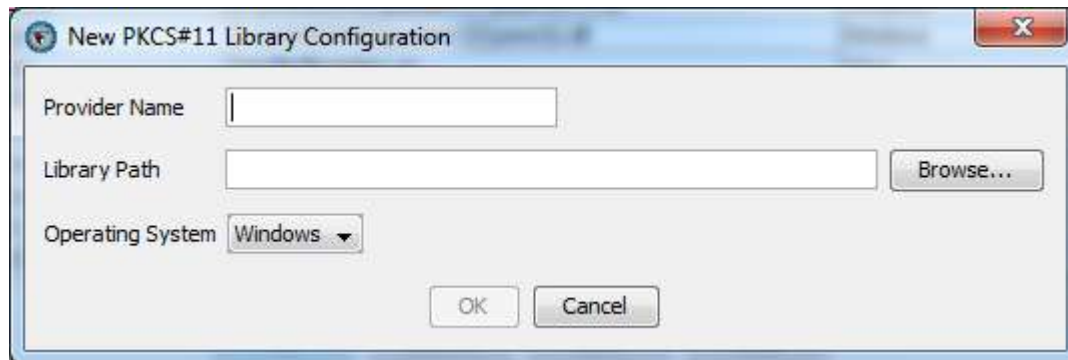 New PKCS#11 Library Configuration
Provider Name
Library Path
Browse...
Operating System
Windows
OK
Cancel